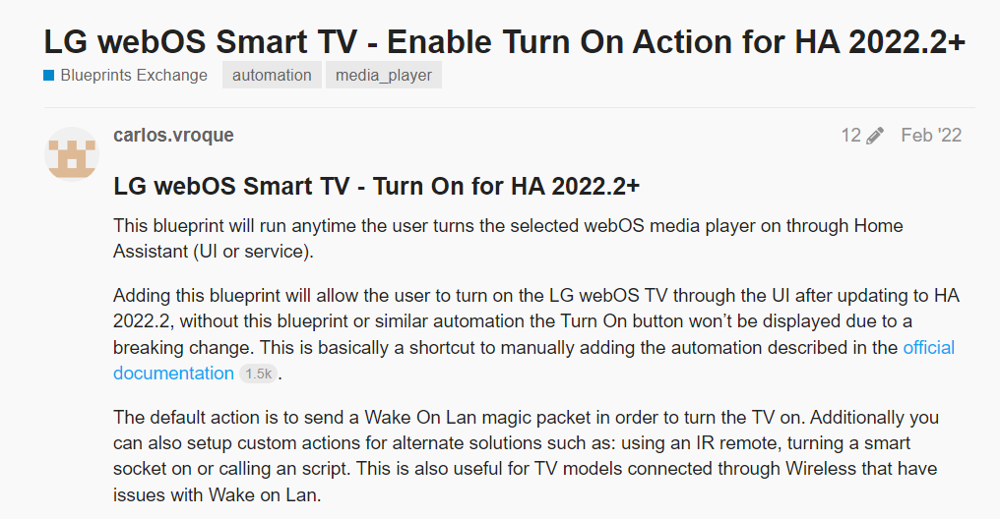 LG webOS Smart TV - Enable Turn On Action for HA 2022.2+
Blueprints Exchange automation media_player
carlos.vroque 12 Feb '22
LG webOS Smart TV - Turn On for HA 2022.2+
This blueprint will run anytime the user turns the selected webOS media player on through Home
Assistant (UI or service).
Adding this blueprint will allow the user to turn on the LG webOS TV through the UI after updating to HA
2022.2, without this blueprint or similar automation the Turn On button won’t be displayed due to a
breaking change. This is basically a shortcut to manually adding the automation described in the official
documentation 1.5k.
The default action is to send a Wake On Lan magic packet in order to turn the TV on. Additionally you
can also setup custom actions for alternate solutions such as: using an IR remote, turning a smart
socket on or calling an script. This is also useful for TV models connected through Wireless that have
issues with Wake on Lan.